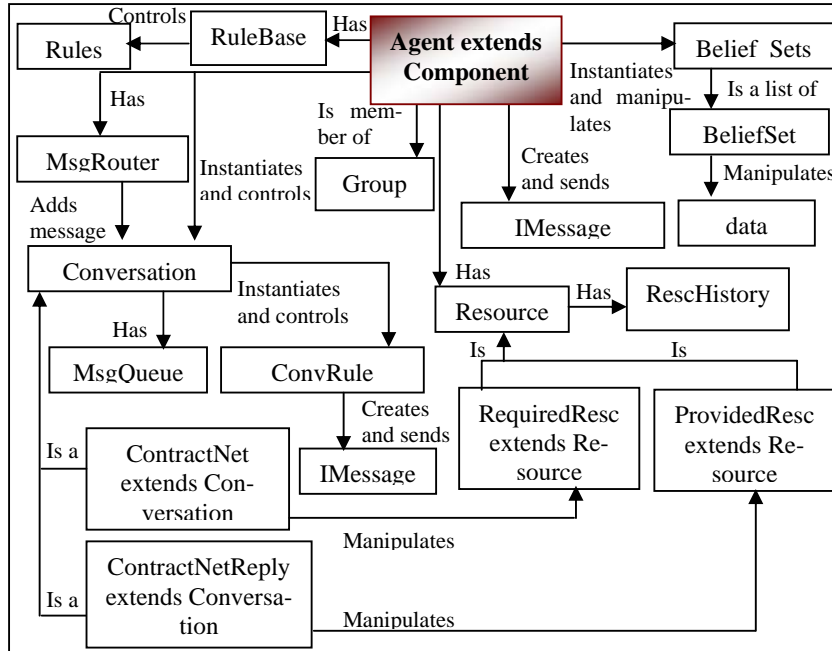 Controls
Has
Rules
RuleBase
Agent extends
Component
Belief Sets
Instantiates
and manipu-
lates
Is a list of
Has
Is mem-
ber of
BeliefSet
MsgRouter
Instantiates
and controls
Group
Creates
and sends
Manipulates
Adds
message
IMessage
data
Conversation
Has
Instantiates
and controls
Resource
Has
RescHistory
Has
Is
Is
MsgQueue
ConvRule
Creates
and sends
RequiredResc
extends Re-
source
ProvidedResc
extends Re-
source
Is a
ContractNet
extends Con-
versation
IMessage
Manipulates
ContractNetReply
extends Conversa-
tion
Is a
Manipulates